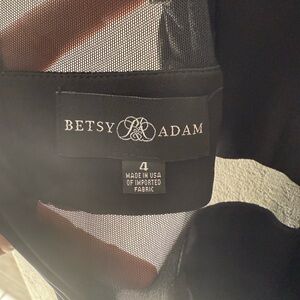 BETSY ADAM
4
MADE IN USA
OF IMPORTED
FABRIC